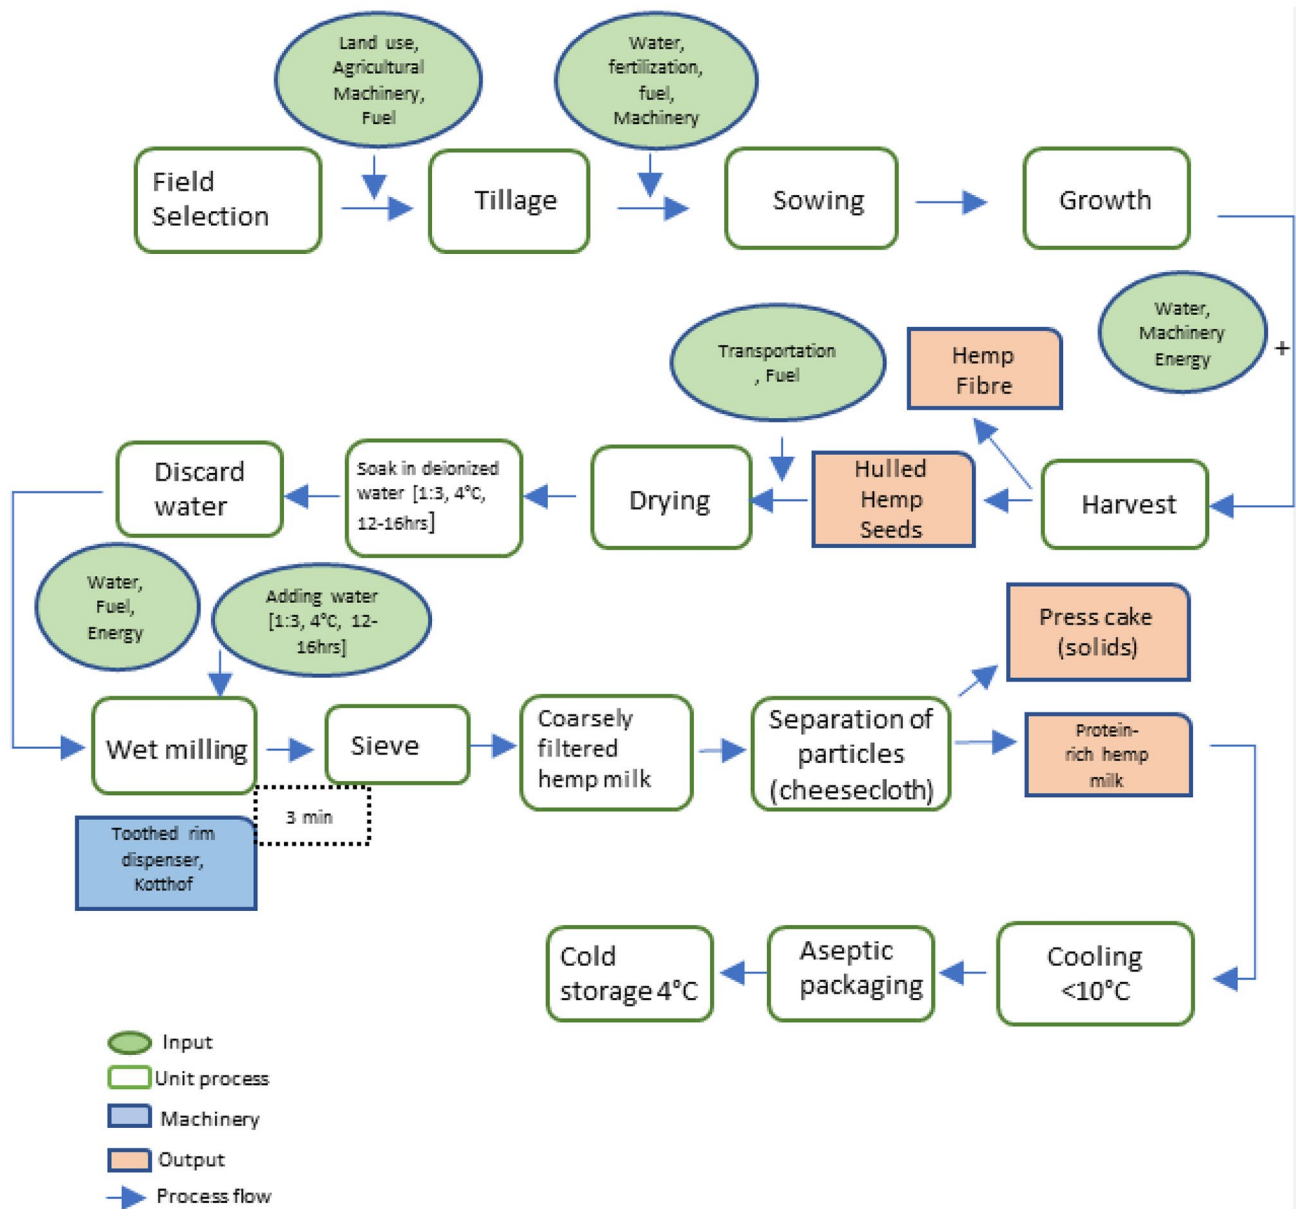 Land use,
Agricultural
Machinery,
Fuel
Water,
fertilization,
fuel,
Machinery
Field
Selection
Tillage
Sowing
Growth
Water,
Machinery
Energy
+
Transportation
, Fuel
Hemp
Fibre
Discard
water
Soak in deionized
water [1:3, 4°C,
12-16hrs]
Drying
Hulled
Hemp
Seeds
Harvest
Water,
Fuel,
Energy
Adding water
[1:3, 4°C, 12-
16hrs]
Press cake
(solids)
Wet milling
Sieve
Coarsely
filtered
hemp milk
Separation of
particles
(cheesecloth)
Protein-
rich hemp
milk
3 min
Toothed rim
dispenser,
Kotthof
Cold
storage 4°C
Aseptic
packaging
Cooling
<10°C
Input
Unit process
Machinery
Output
Process flow